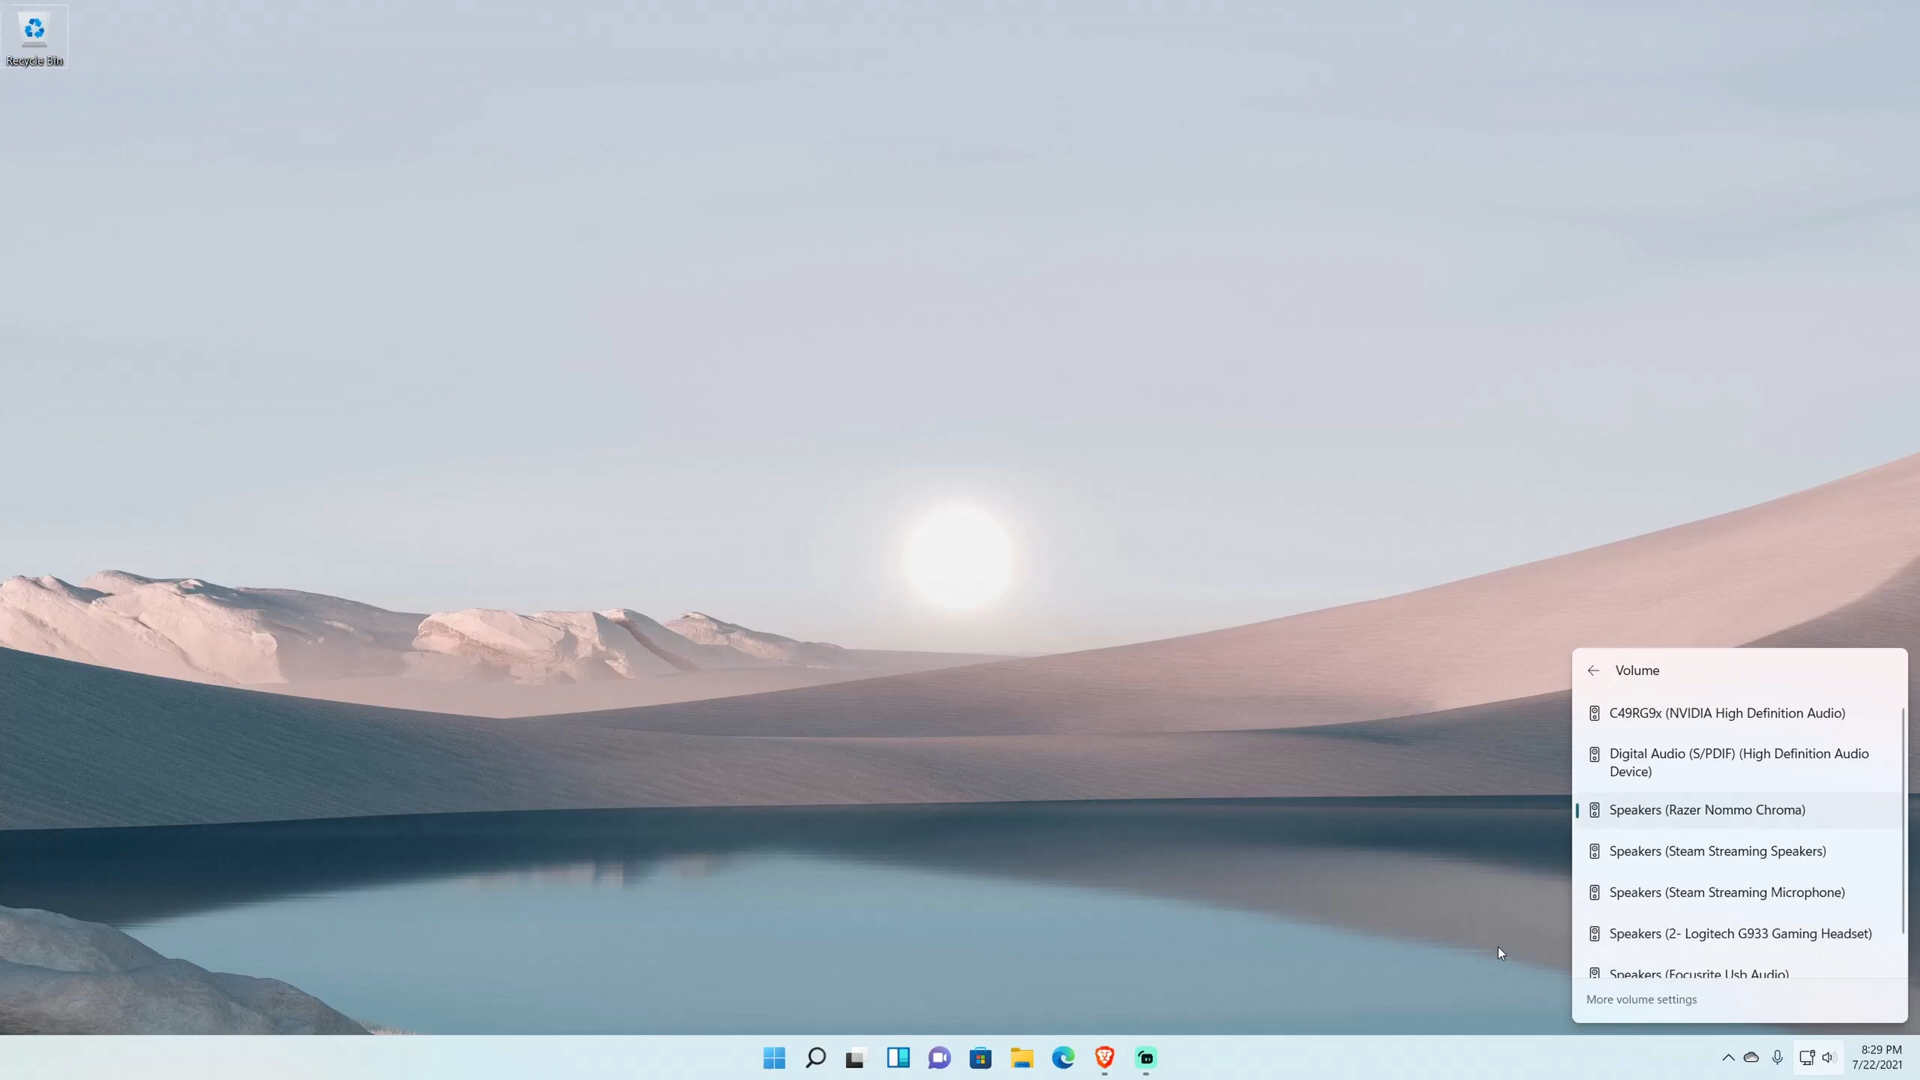 Recycle Bin
Volume
C49RG9x (NVIDIA High Definition Audio)
Digital Audio (S/PDIF) (High Definition Audio
Device)
Speakers (Razer Nommo Chroma)
Speakers (Steam Streaming Speakers)
Speakers (Steam Streaming Microphone)
Speakers (2- Logitech G933 Gaming Headset)
Speakers (Focusrite Usb Audio)
More volume settings
8:29 PM
7/22/2021